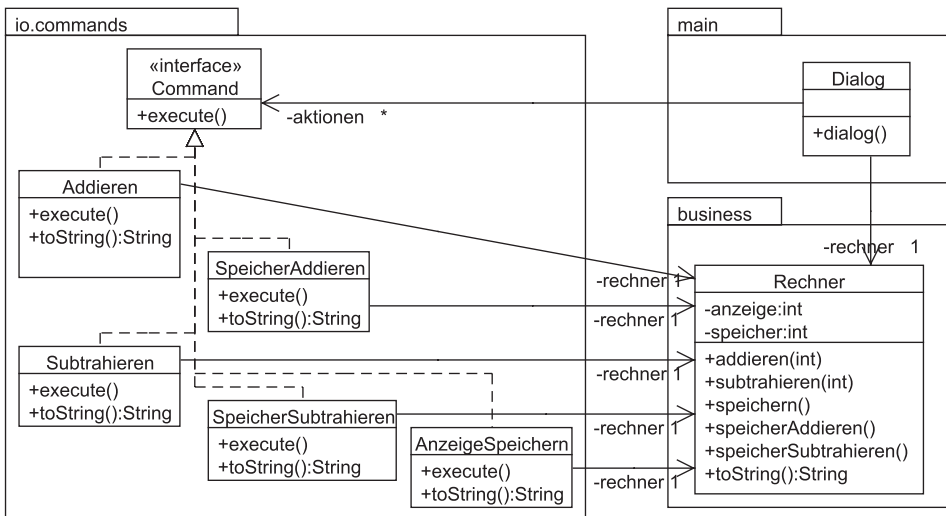 io.commands
«interface»
Command
+execute()
-aktionen *
main
Dialog
+dialog()
Addieren
+execute()
+toString():String
SpeicherAddieren
+execute()
+toString():String
Subtrahieren
+execute()
+toString():String
SpeicherSubtrahieren
+execute()
+toString():String
AnzeigeSpeichern
+execute()
+toString():String
business
-rechner 1
-rechner 1
-rechner 1
-rechner 1
-rechner 1
-rechner 1
Rechner
-anzeige:int
-speicher:int
+addieren(int)
+subtrahieren(int)
+speichern()
+speicherAddieren()
+speicherSubtrahieren()
+toString():String